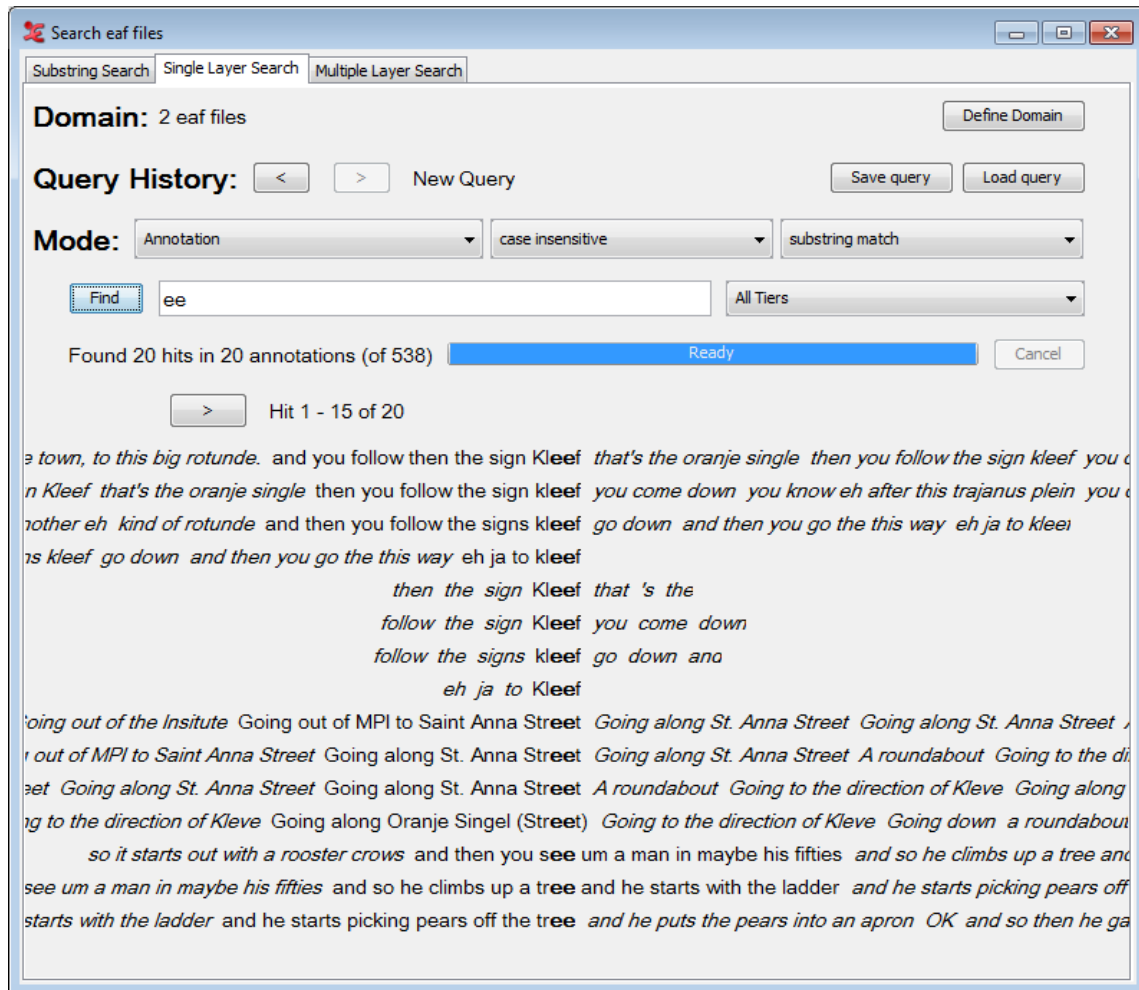 Search eaf files
Substring Search Single Layer Search Multiple Layer Search
Domain: 2 eaf files Define Domain
Query History: < > New Query Save query Load query
Mode: Annotation case insensitive substring match
Find ee All Tiers
Found 20 hits in 20 annotations (of 538) Ready Cancel
> Hit 1 - 15 of 20
e town, to this big rotunde. and you follow then the sign Kleef that's the oranje single then you follow the sign kleef you
n Kleef that's the oranje single then you follow the sign kleef you come down you know eh after this trajanus plein you
nother eh kind of rotunde and then you follow the signs kleef go down and then you go the this way eh ja to kleef
ns kleef go down and then you go the this way eh ja to kleef
then the sign Kleef that 's the
follow the sign Kleef you come down
follow the signs kleef go down and
eh ja to Kleef
Going out of the Insitute Going out of MPI to Saint Anna Street Going along St. Anna Street Going along St. Anna Street
out of MPI to Saint Anna Street Going along St. Anna Street Going along St. Anna Street A roundabout Going to the di
eet Going along St. Anna Street Going along St. Anna Street A roundabout Going to the direction of Kleve Going along
ng to the direction of Kleve Going along Oranje Singel (Street) Going to the direction of Kleve Going down a roundabout
so it starts out with a rooster crows and then you see um a man in maybe his fifties and so he climbs up a tree and
see um a man in maybe his fifties and so he climbs up a tree and he starts with the ladder and he starts picking pears off
starts with the ladder and he starts picking pears off the tree and he puts the pears into an apron OK and so then he ga